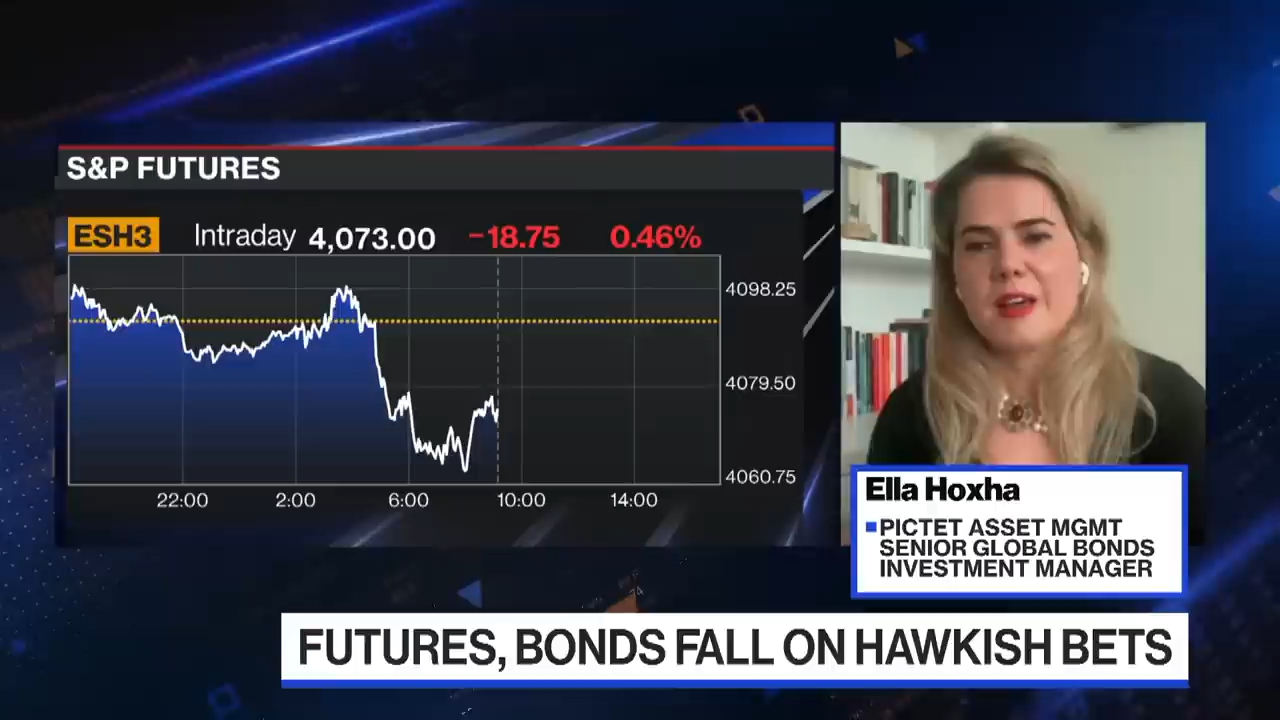 S&P FUTURES
ESH3 Intraday 4,073.00 -18.75 0.46%
4098.25
4079.50
4060.75
22:00 2:00 6:00 10:00 14:00
Ella Hoxha
PICTET ASSET MGMT
SENIOR GLOBAL BONDS
INVESTMENT MANAGER
FUTURES, BONDS FALL ON HAWKISH BETS